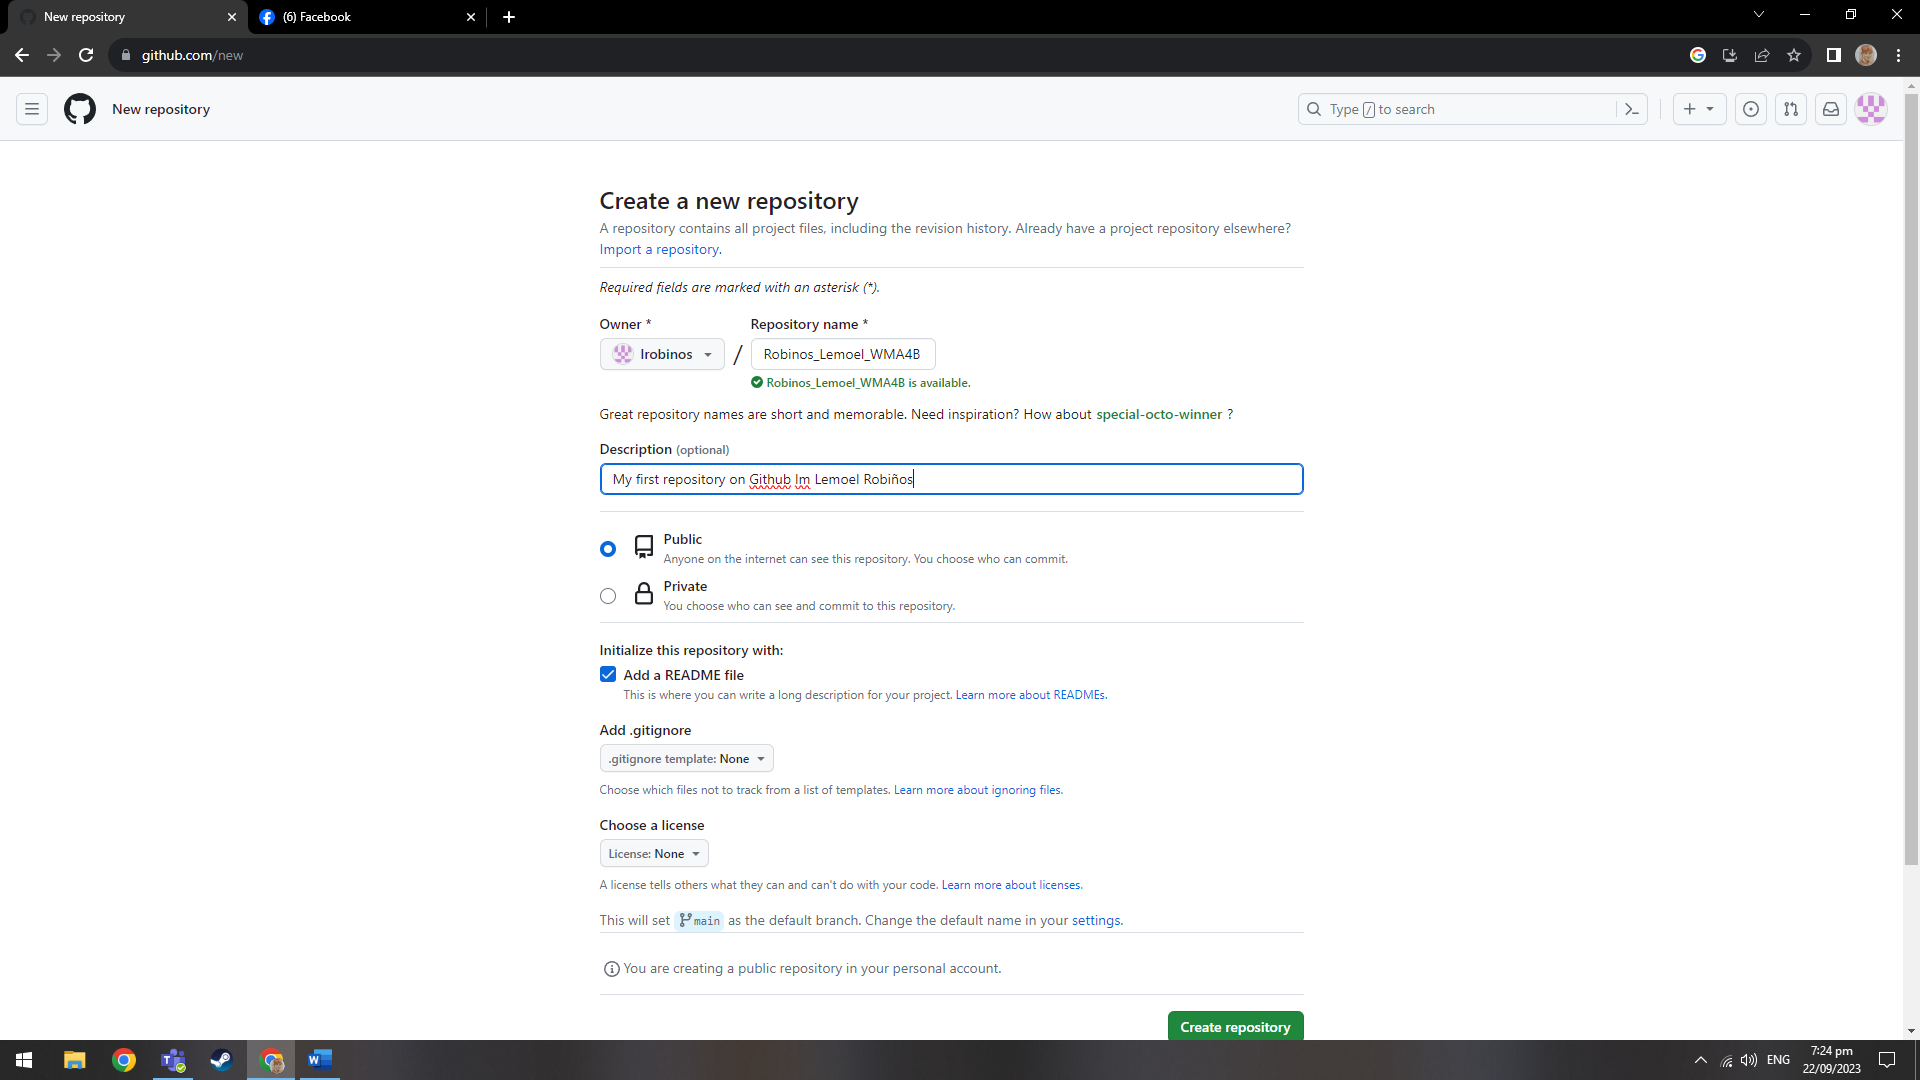 New repository
(6) Facebook
github.com/new
New repository
Type / to search
Create a new repository
A repository contains all project files, including the revision history. Already have a project repository elsewhere?
Import a repository.
Required fields are marked with an asterisk (*).
Owner *
Repository name *
lrobinos
/
Robinos_Lemoel_WMA4B
Robinos_Lemoel_WMA4B is available.
Great repository names are short and memorable. Need inspiration? How about special-octo-winner ?
Description (optional)
My first repository on Github Im Lemoel Robiños
Public
Anyone on the internet can see this repository. You choose who can commit.
Private
You choose who can see and commit to this repository.
Initialize this repository with:
Add a README file
This is where you can write a long description for your project. Learn more about READMEs.
Add .gitignore
.gitignore template: None
Choose which files not to track from a list of templates. Learn more about ignoring files.
Choose a license
License: None
A license tells others what they can and can't do with your code. Learn more about licenses.
This will set main as the default branch. Change the default name in your settings.
You are creating a public repository in your personal account.
Create repository
ENG
7:24 pm
22/09/2023